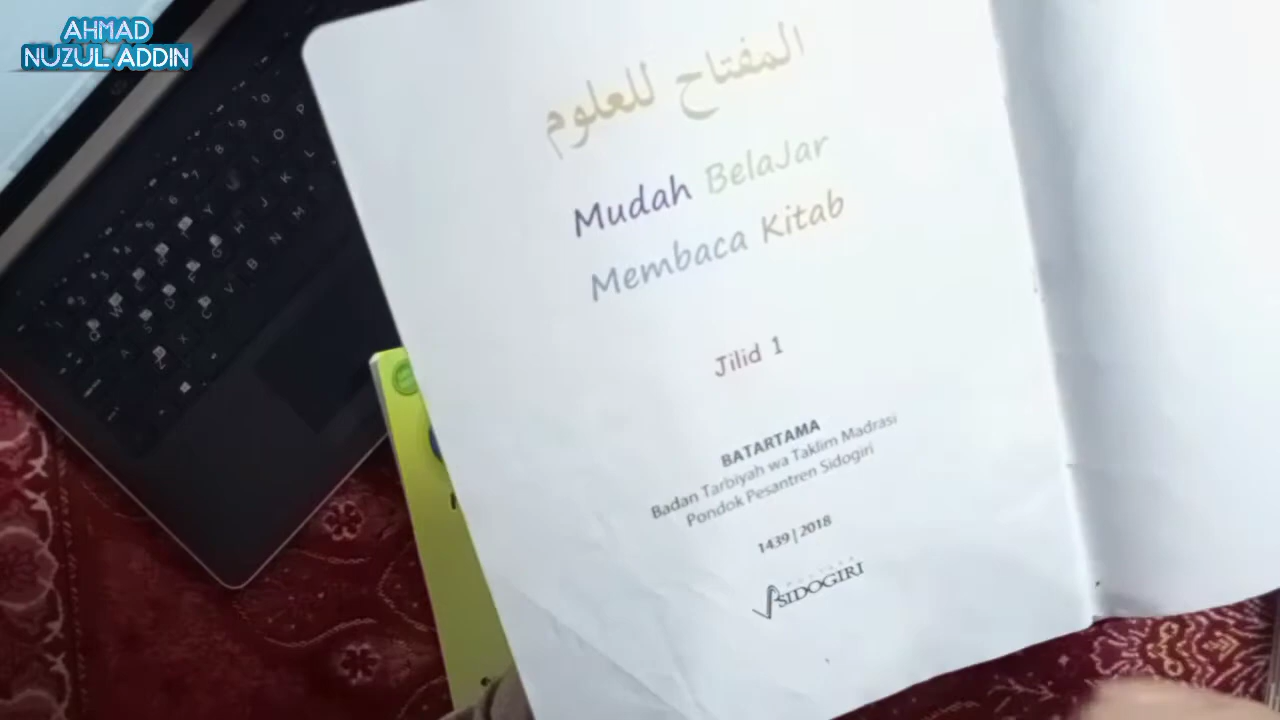 AHMAD
NUZUL ADDIN
المفتاح للعلوم
Mudah BelaJar
Membaca Kitab
Jilid 1
BATARTAMA
Badan Tarbiyah wa Taklim Madrasi
Pondok Pesantren Sidogiri
1439 | 2018
SIDOGIRI